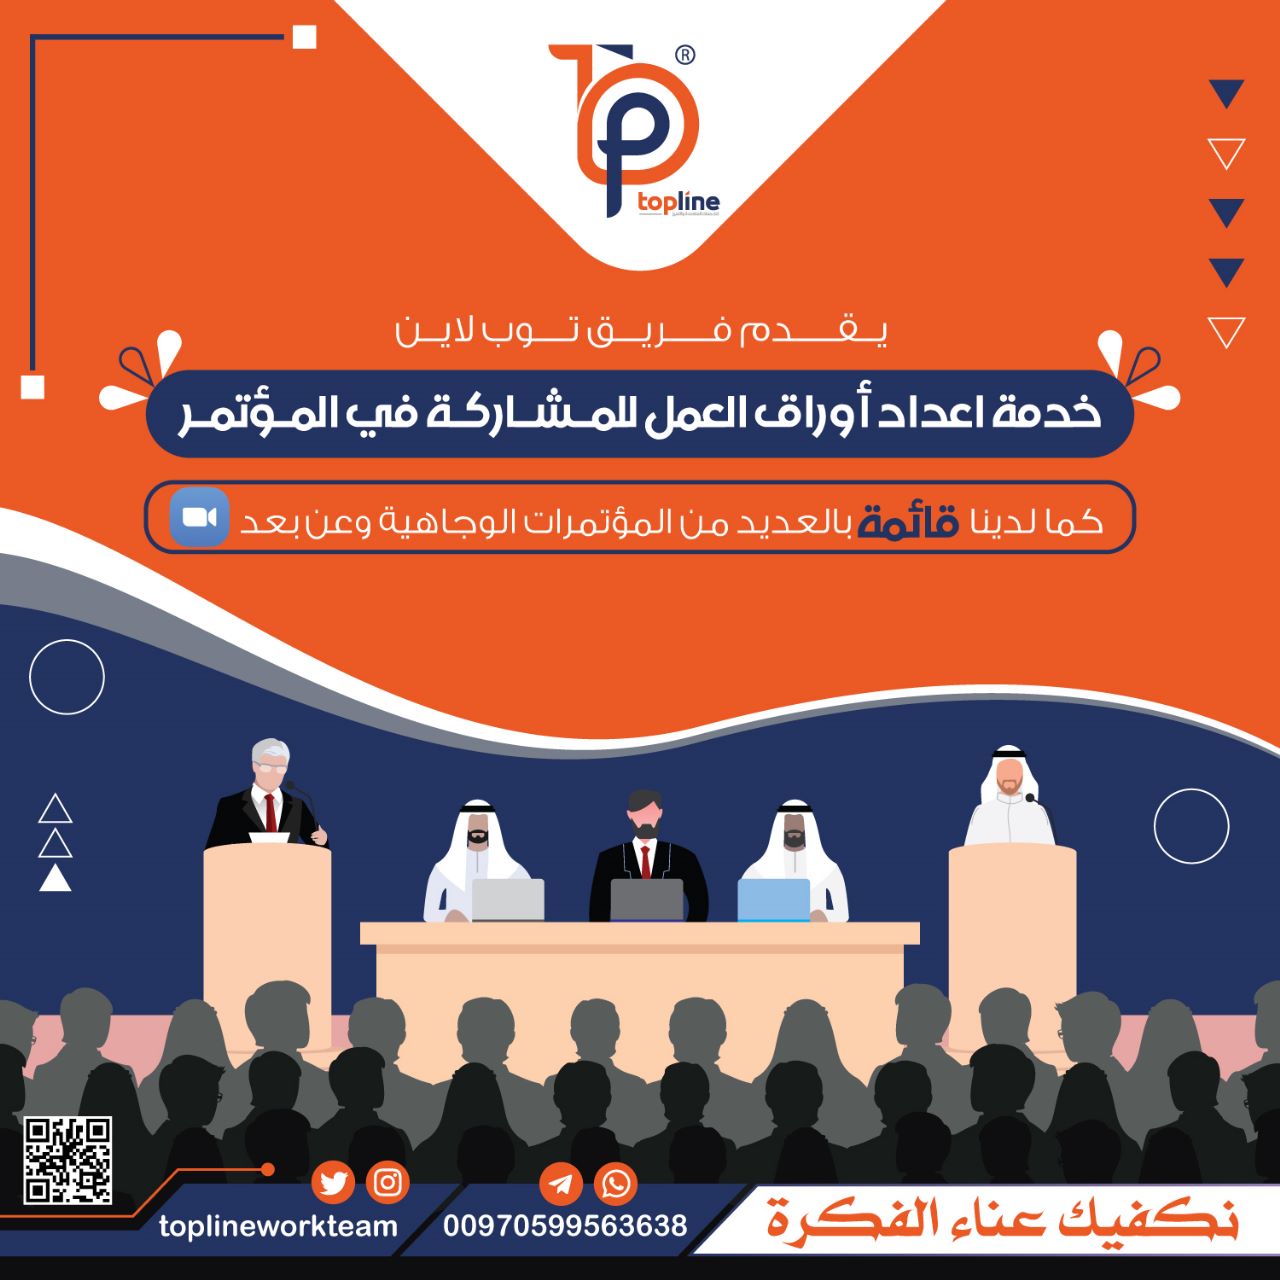 ®
topline
يقدم فريق توب لاين
خدمة اعداد أوراق العمل للمشاركة في المؤتمر
كما لدينا قائمة بالعديد من المؤتمرات الوجاهية وعن بعد
toplineworkteam
00970599563638
نكفيك عناء الفكرة